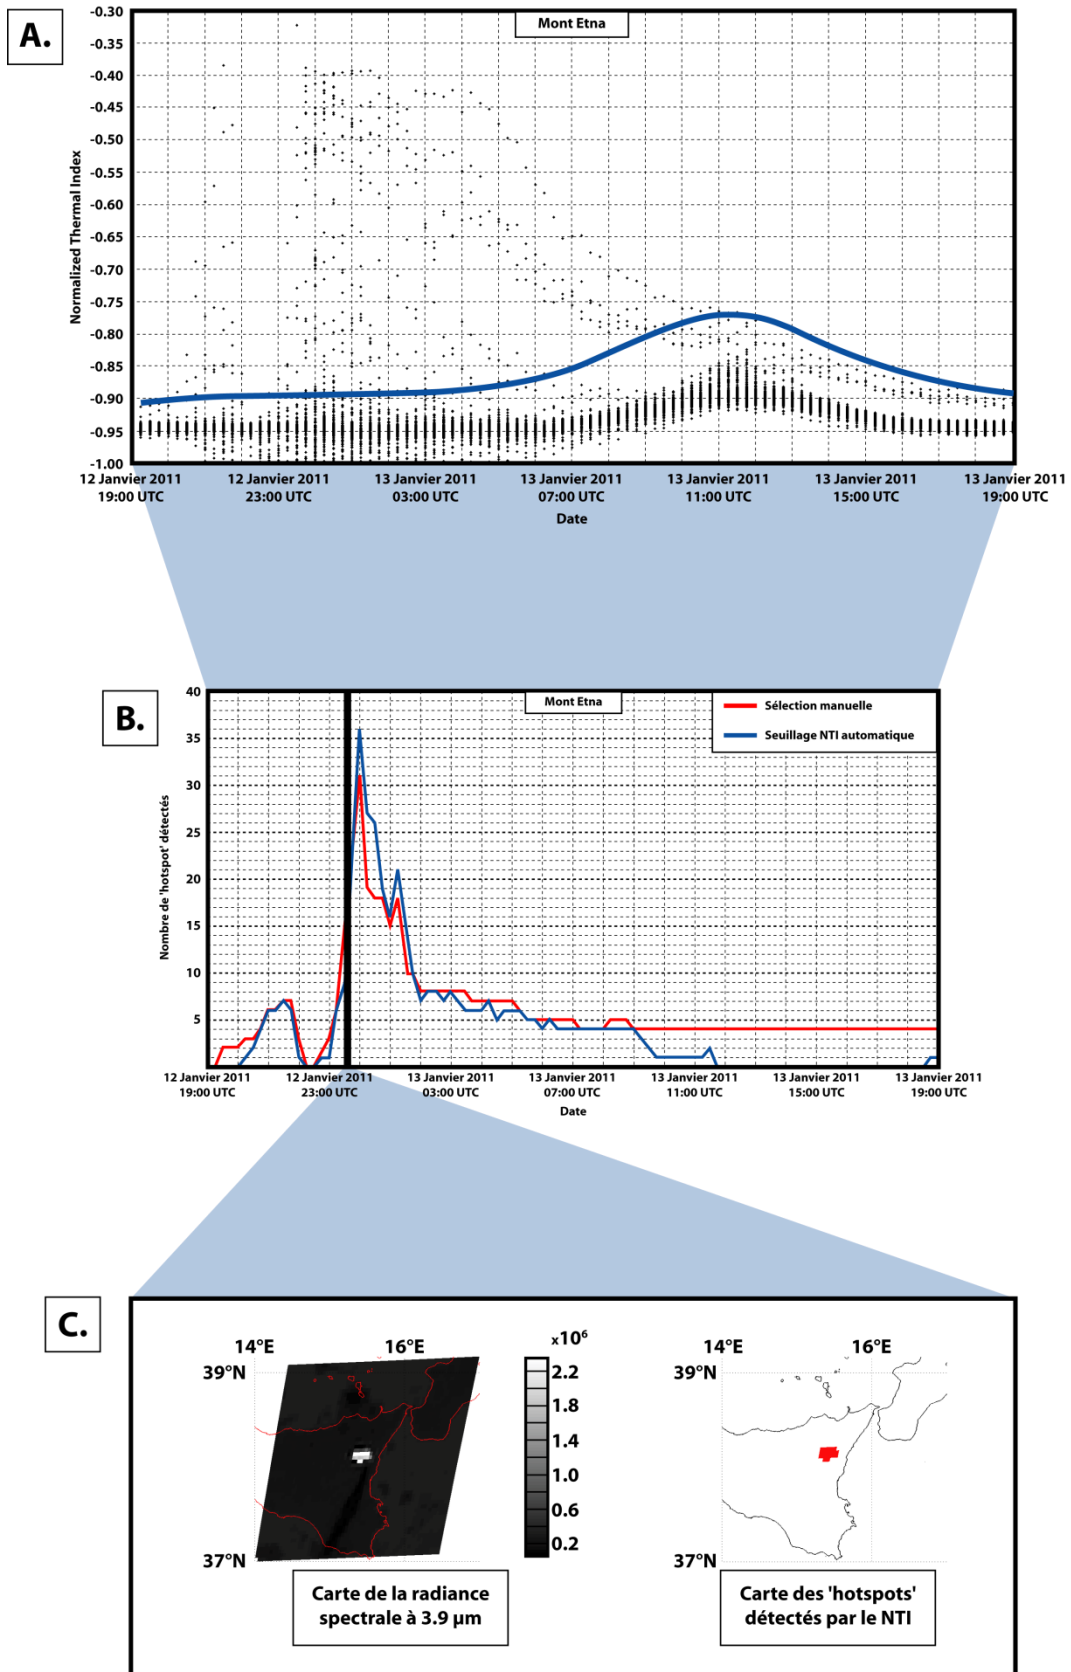 A.
Mont Etna
Normalized Thermal Index
-0.30
-0.35
-0.40
-0.45
-0.50
-0.55
-0.60
-0.65
-0.70
-0.75
-0.80
-0.85
-0.90
-0.95
-1.00
12 Janvier 2011 12 Janvier 2011 13 Janvier 2011 13 Janvier 2011 13 Janvier 2011 13 Janvier 2011 13 Janvier 2011
19:00 UTC 23:00 UTC 03:00 UTC 07:00 UTC 11:00 UTC 15:00 UTC 19:00 UTC
Date
B.
Mont Etna
Sélection manuelle
Seuillage NTI automatique
Nombre de 'hotspot' détectés
40
35
30
25
20
15
10
5
12 Janvier 2011 12 Janvier 2011 13 Janvier 2011 13 Janvier 2011 13 Janvier 2011 13 Janvier 2011 13 Janvier 2011
19:00 UTC 23:00 UTC 03:00 UTC 07:00 UTC 11:00 UTC 15:00 UTC 19:00 UTC
Date
C.
14°E 16°E
39°N
37°N
x10⁶
2.2
1.8
1.4
1.0
0.6
0.2
Carte de la radiance
spectrale à 3.9 µm
14°E 16°E
39°N
37°N
Carte des 'hotspots'
détectés par le NTI